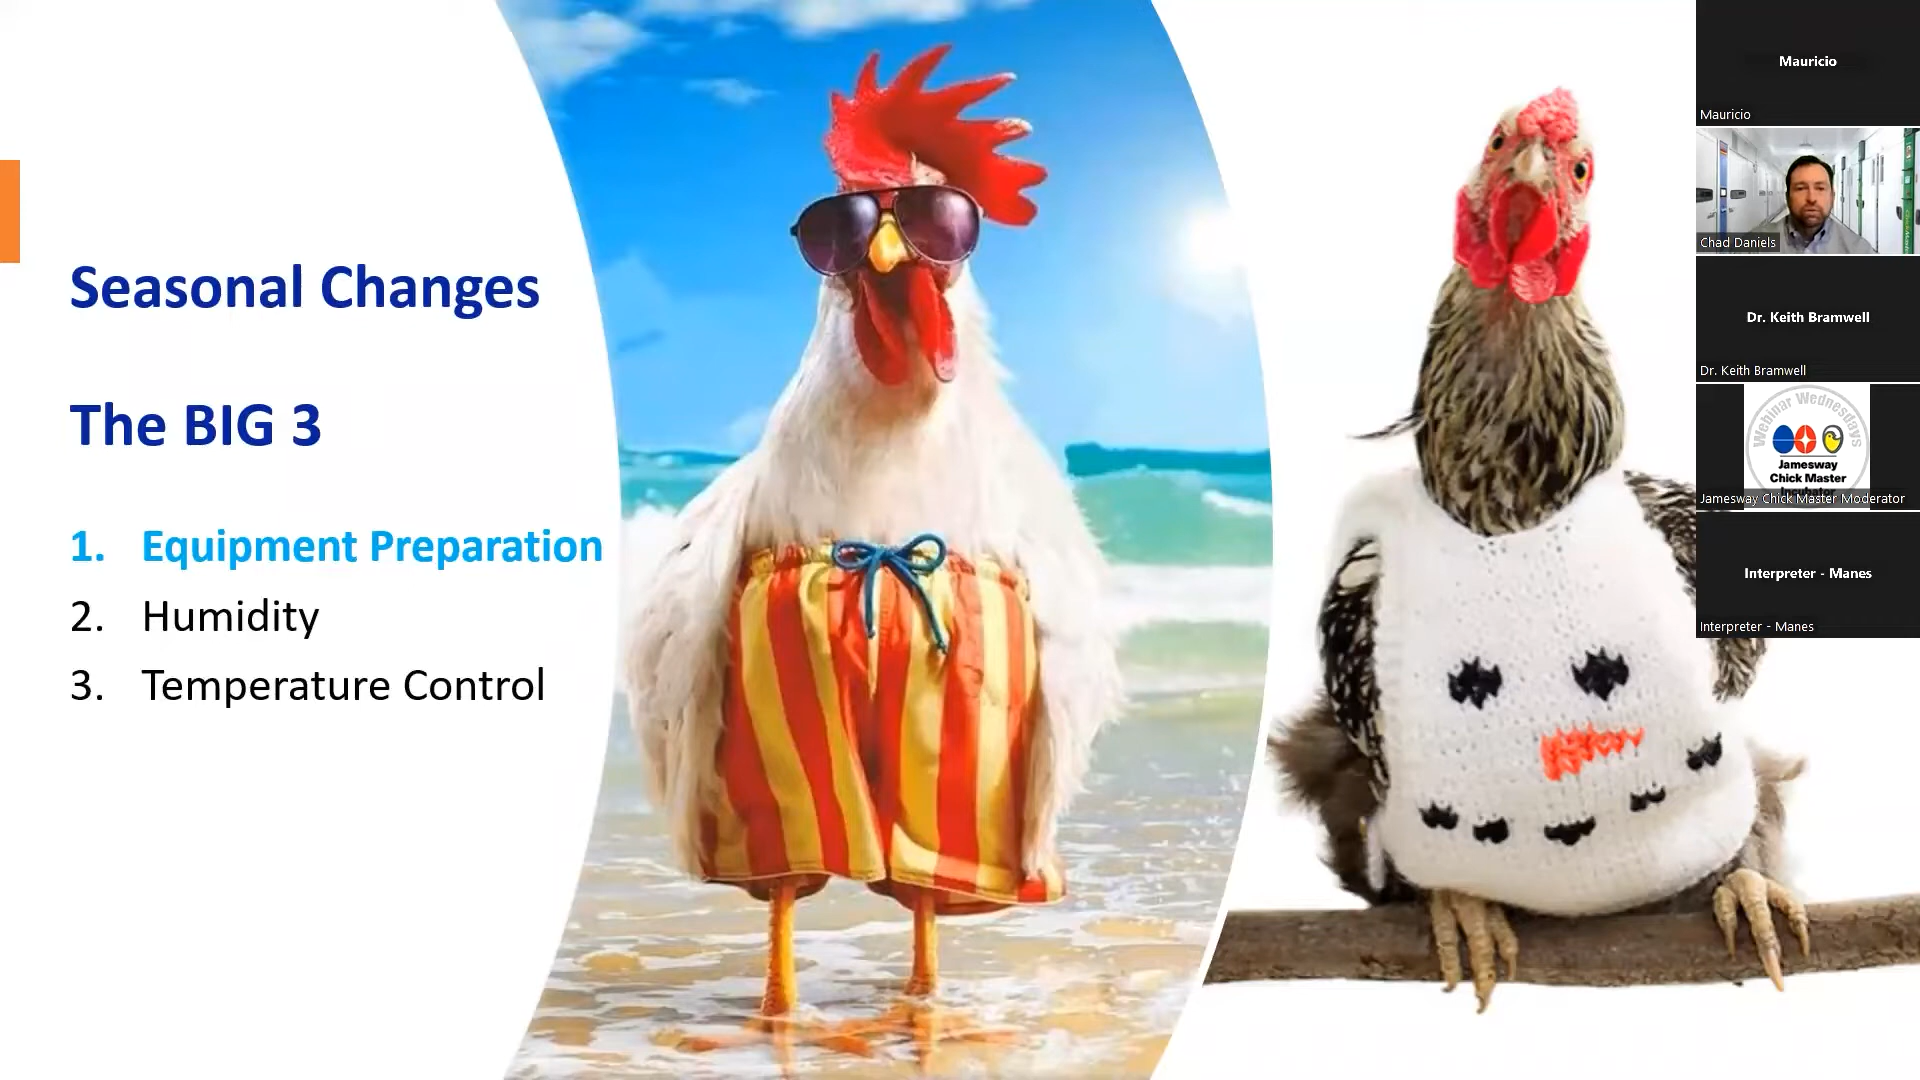 Seasonal Changes
The BIG 3
1. Equipment Preparation
2. Humidity
3. Temperature Control
Mauricio
Mauricio
Chad Daniels
Dr. Keith Bramwell
Dr. Keith Bramwell
Webinar Wednesdays
Jamesway
Chick Master
Incubator
Jamesway Chick Master Moderator
Interpreter - Manes
Interpreter - Manes